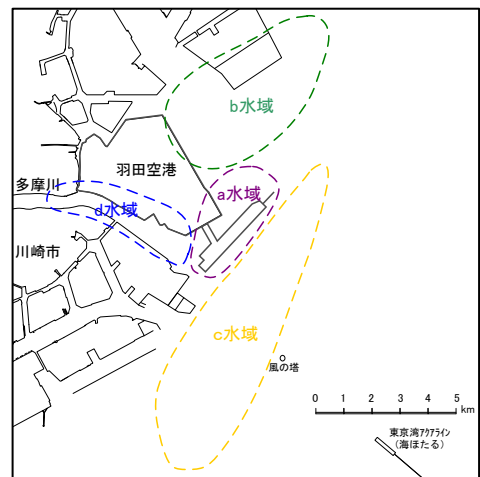 b水域
羽田空港
a水域
多摩川
d水域
川崎市
c水域
風の塔
0 1 2 3 4 5
km
東京湾アクアライン
(海ほたる)